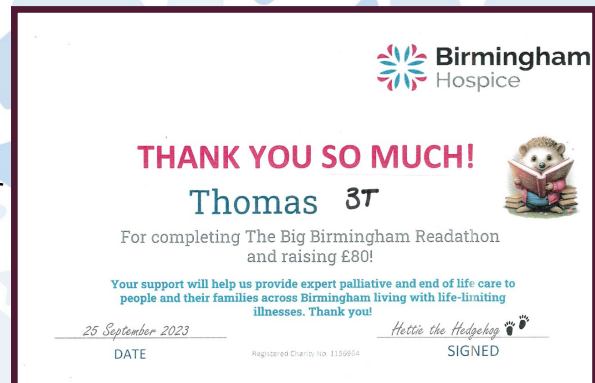 Birmingham
Hospice
THANK YOU SO MUCH!
Thomas 3T
For completing The Big Birmingham Readathon
and raising £80!
Your support will help us provide expert palliative and end of life care to
people and their families across Birmingham living with life-limiting
illnesses. Thank you!
25 September 2023
Hettie the Hedgehog
DATE
Registered Charity No. 1156964
SIGNED